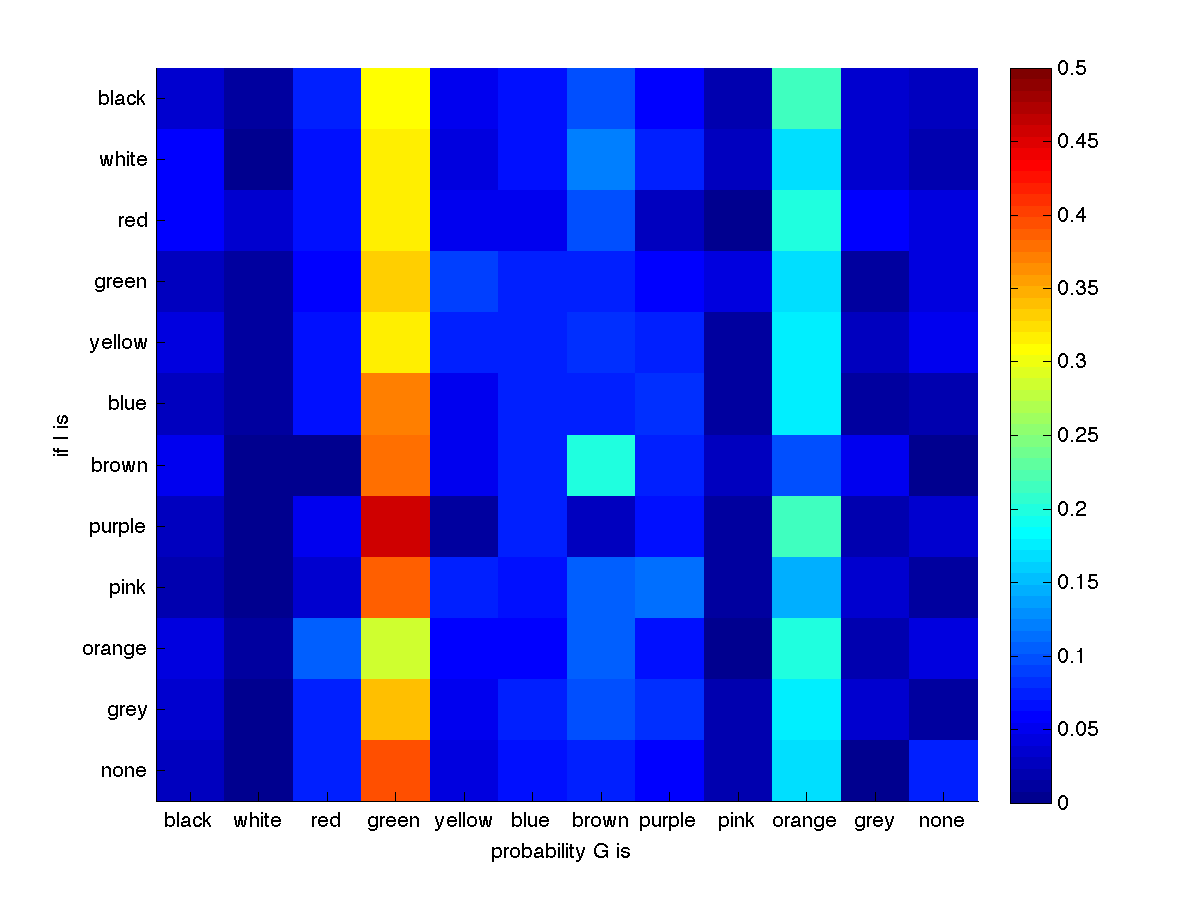 black
white
red
green
yellow
blue
brown
purple
pink
orange
grey
none
if I is
black white red green yellow blue brown purple pink orange grey none
probability G is
0.5
0.45
0.4
0.35
0.3
0.25
0.2
0.15
0.1
0.05
0